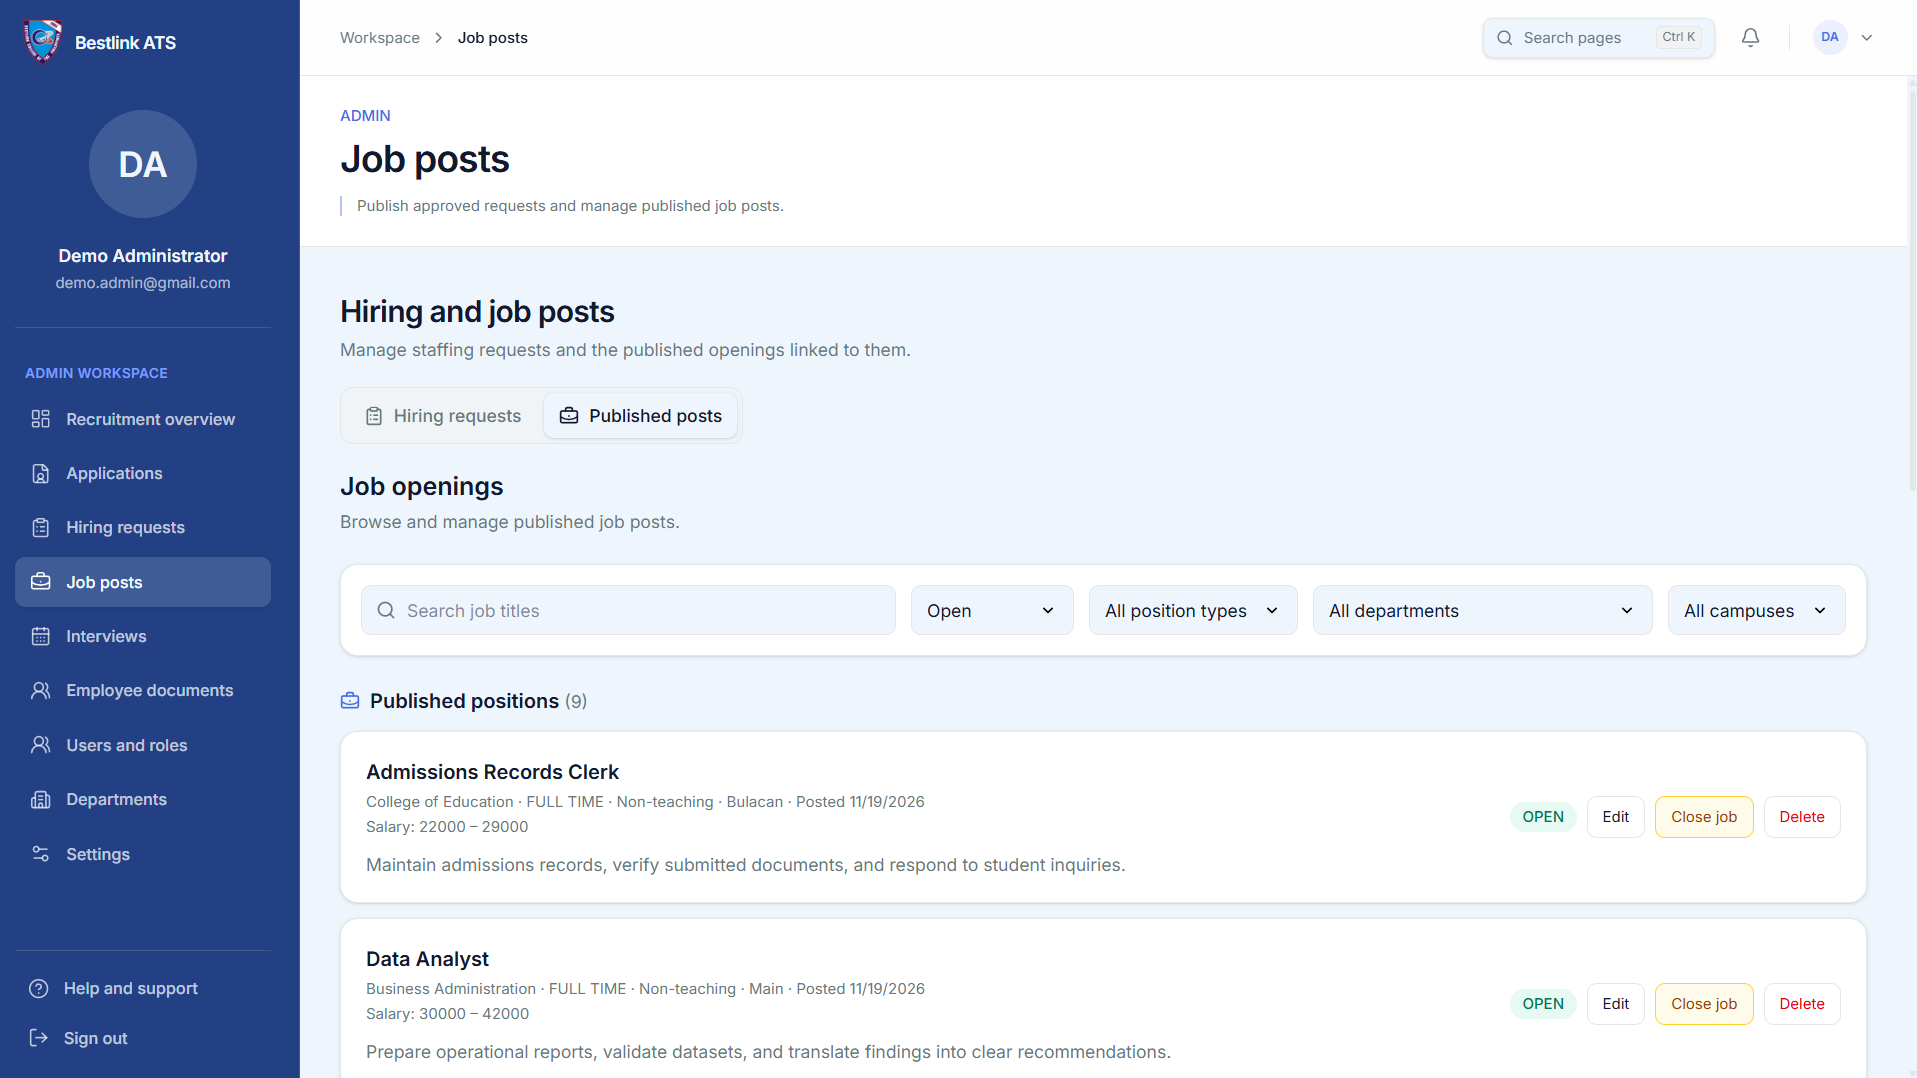 Bestlink ATS
DA
Demo Administrator
demo.admin@gmail.com
ADMIN WORKSPACE
Recruitment overview
Applications
Hiring requests
Job posts
Interviews
Employee documents
Users and roles
Departments
Settings
Help and support
Sign out
Workspace > Job posts
Search pages Ctrl K
DA
ADMIN
Job posts
Publish approved requests and manage published job posts.
Hiring and job posts
Manage staffing requests and the published openings linked to them.
Hiring requests Published posts
Job openings
Browse and manage published job posts.
Search job titles Open All position types All departments All campuses
Published positions (9)
Admissions Records Clerk
College of Education · FULL TIME · Non-teaching · Bulacan · Posted 11/19/2026
Salary: 22000 – 29000
Maintain admissions records, verify submitted documents, and respond to student inquiries.
OPEN Edit Close job Delete
Data Analyst
Business Administration · FULL TIME · Non-teaching · Main · Posted 11/19/2026
Salary: 30000 – 42000
Prepare operational reports, validate datasets, and translate findings into clear recommendations.
OPEN Edit Close job Delete